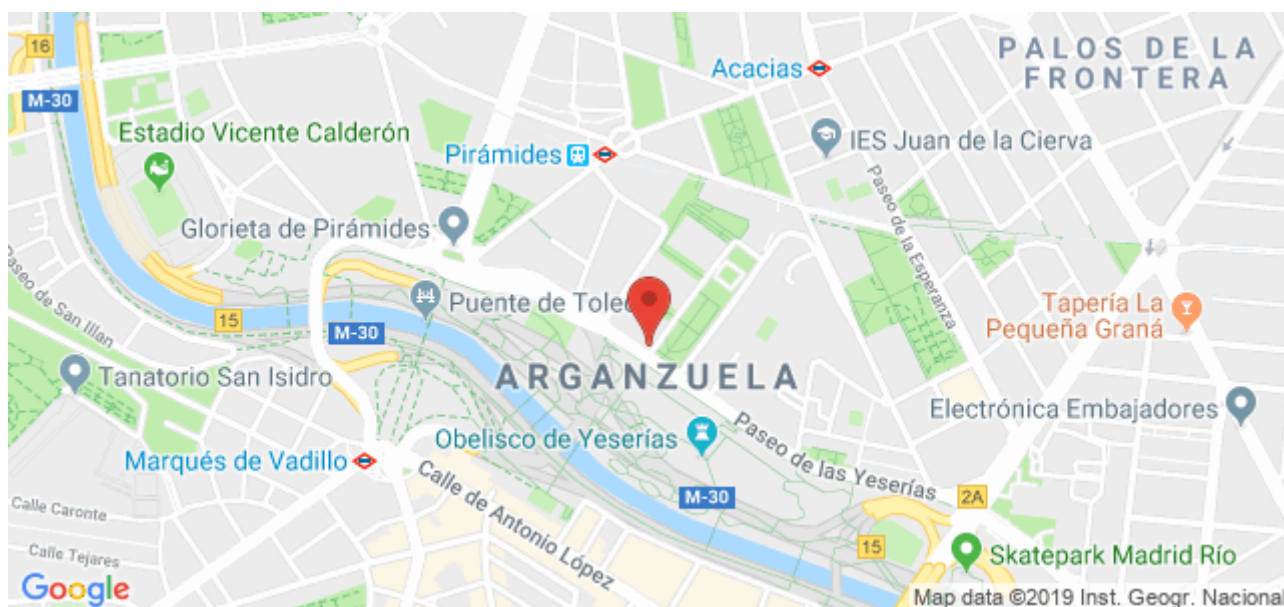 16
M-30
Estadio Vicente Calderón
Acacias
PALOS DE LA
FRONTERA
Pirámides
IES Juan de la Cierva
Glorieta de Pirámides
Paseo de la Esperanza
Paseo de San Illan
15
M-30
Puente de Toled
Tapería La
Pequeña Graná
Tanatorio San Isidro
ARGANZUELA
Electrónica Embajadores
Obelisco de Yeserías
Paseo de las Yeserías
Marqués de Vadillo
Calle de Antonio López
M-30
2A
Calle Caronte
15
Calle Tejares
Skatepark Madrid Río
Google
Map data ©2019 Inst. Geogr. Naciona